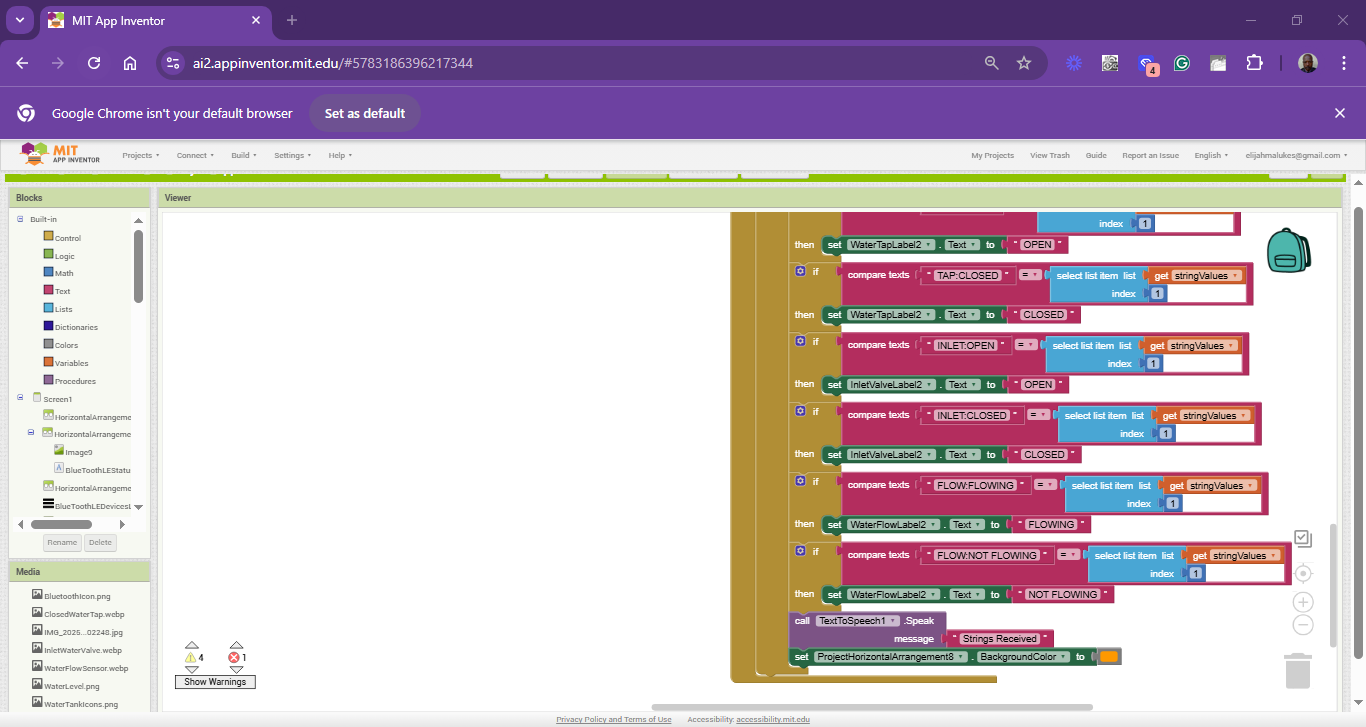 MIT App Inventor
ai2.appinventor.mit.edu/#5783186396217344
4
Google Chrome isn't your default browser
Set as default
MIT
APP INVENTOR
Projects
Connect
Build
Settings
Help
My Projects
View Trash
Guide
Report an Issue
English
elijahmalukes@gmail.com
Blocks
Viewer
Built-in
Control
Logic
Math
Text
Lists
Dictionaries
Colors
Variables
Procedures
Screen1
HorizontalArrangeme
HorizontalArrangeme
Image9
BlueToothLEStatu
HorizontalArrangeme
BlueToothLEDevicesL
Rename
Delete
Media
BluetoothIcon.png
ClosedWaterTap.webp
IMG_2025...02248.jpg
InletWaterValve.webp
WaterFlowSensor.webp
WaterLevel.png
WaterTankIcons.png
index 1
then set WaterTapLabel2 . Text to " OPEN "
if compare texts " TAP:CLOSED " = select list item list get stringValues
index 1
then set WaterTapLabel2 . Text to " CLOSED "
if compare texts " INLET:OPEN " = select list item list get stringValues
index 1
then set InletValveLabel2 . Text to " OPEN "
if compare texts " INLET:CLOSED " = select list item list get stringValues
index 1
then set InletValveLabel2 . Text to " CLOSED "
if compare texts " FLOW:FLOWING " = select list item list get stringValues
index 1
then set WaterFlowLabel2 . Text to " FLOWING "
if compare texts " FLOW:NOT FLOWING " = select list item list get stringValues
index 1
then set WaterFlowLabel2 . Text to " NOT FLOWING "
call TextToSpeech1 .Speak
message " Strings Received "
set ProjectHorizontalArrangement8 . BackgroundColor to
4
1
Show Warnings
Privacy Policy and Terms of Use
Accessibility: accessibility.mit.edu